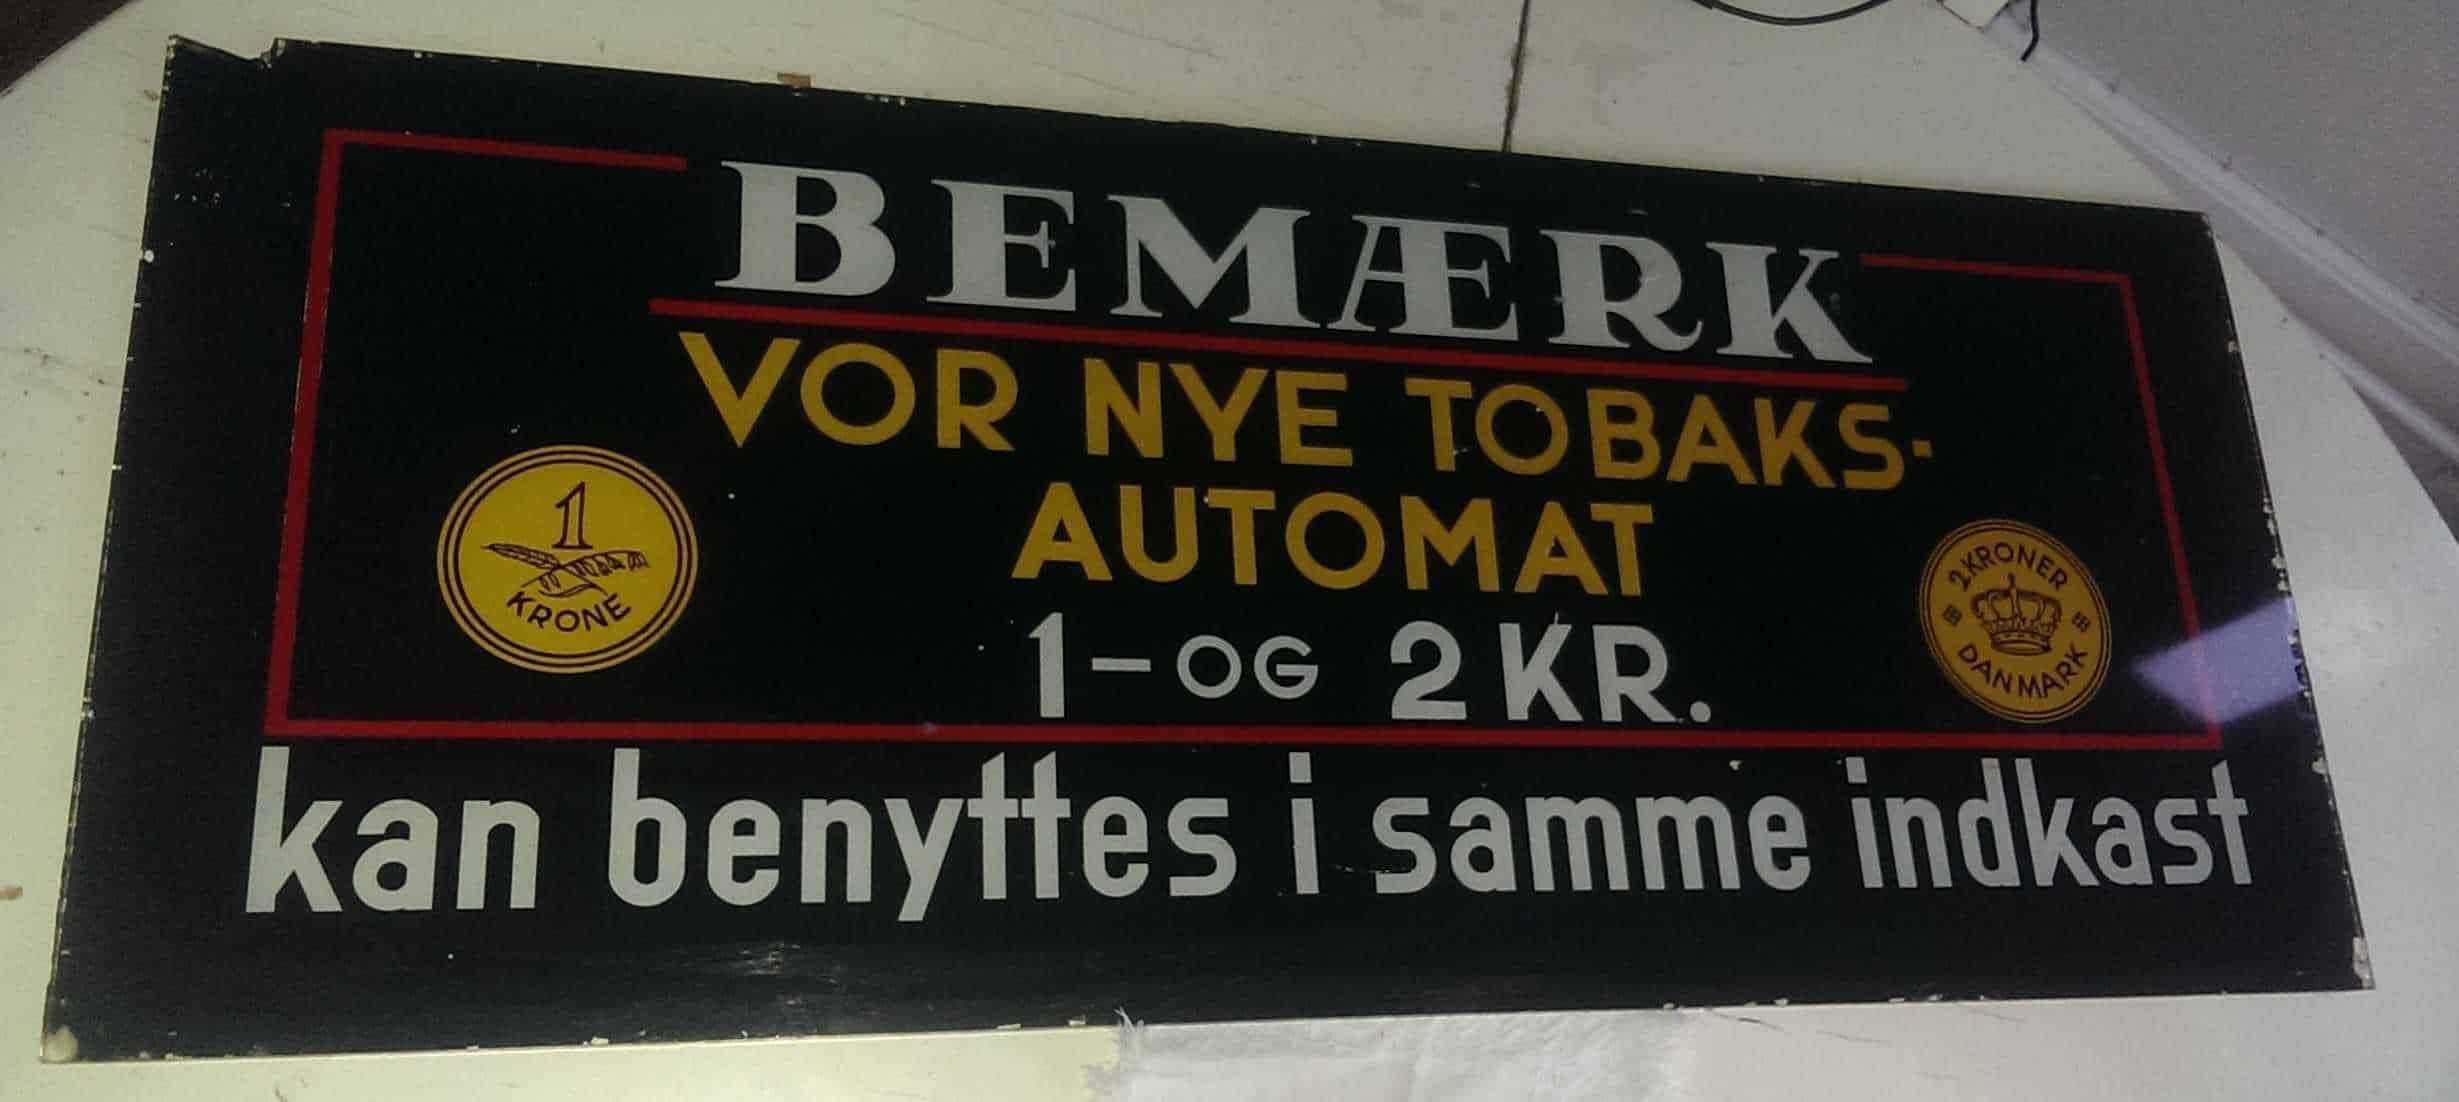 BEMÆRK
VOR NYE TOBAKS-
AUTOMAT
1
KRONE
1- OG 2 KR.
2 KRONER
DANMARK
kan benyttes i samme indkast